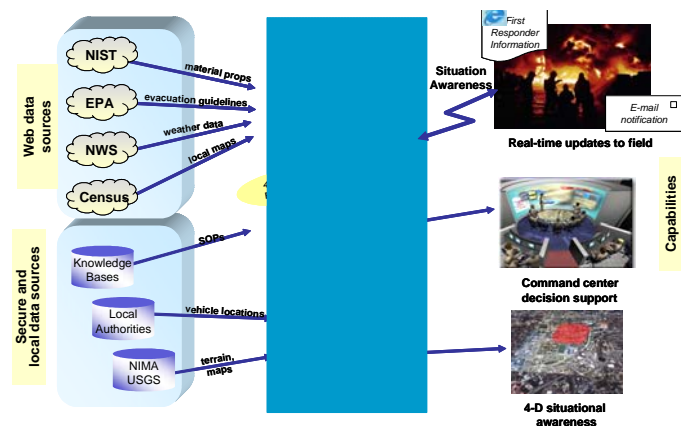 Web data
sources
NIST
EPA
NWS
Census
material props
evacuation guidelines
weather data
local maps
Secure and
local data sources
Knowledge
Bases
Local
Authorities
NIMA
USGS
SOPs
vehicle locations
terrain,
maps
Situation
Awareness
First
Responder
Information
E-mail
notification
Real-time updates to field
Command center
decision support
4-D situational
awareness
Capabilities